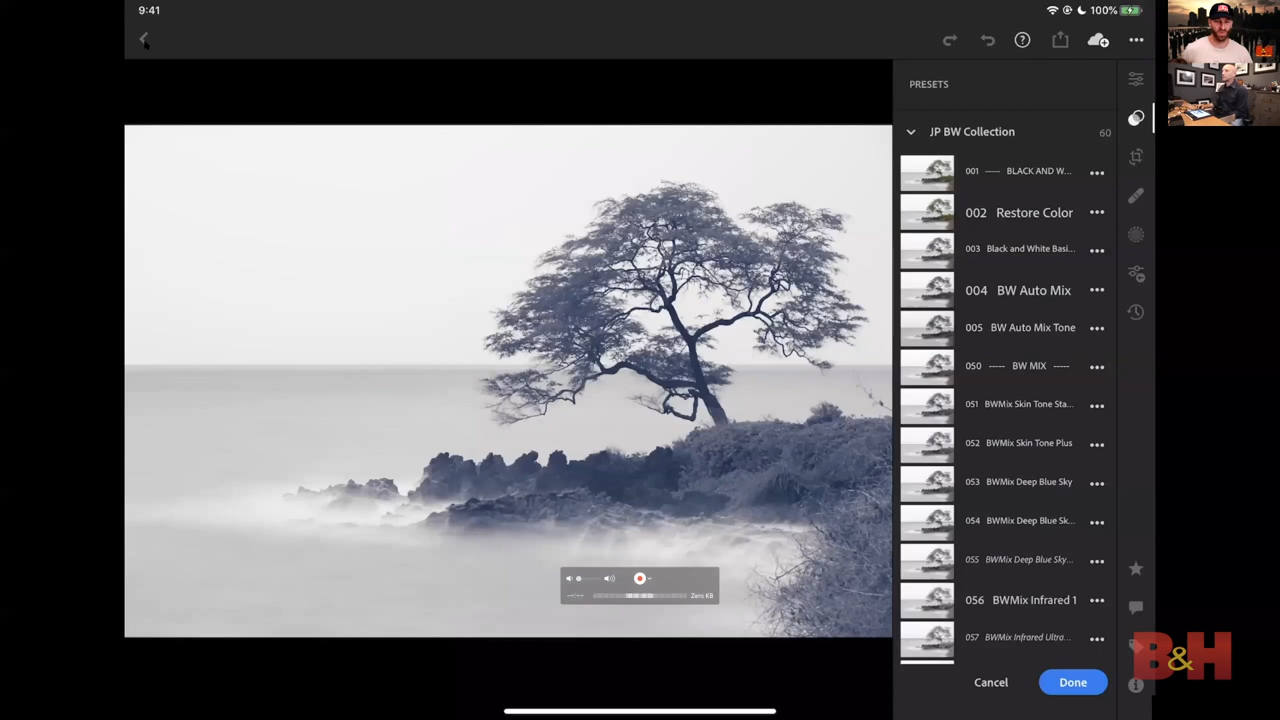 9:41
100%
PRESETS
JP BW Collection 60
001 ----- BLACK AND W...
002 Restore Color
003 Black and White Basi...
004 BW Auto Mix
005 BW Auto Mix Tone
050 ----- BW MIX -----
051 BWMix Skin Tone Sta...
052 BWMix Skin Tone Plus
053 BWMix Deep Blue Sky
054 BWMix Deep Blue Sk...
055 BWMix Deep Blue Sky...
056 BWMix Infrared 1
057 BWMix Infrared Ultra...
--:-- Zero KB
Cancel Done
B&H